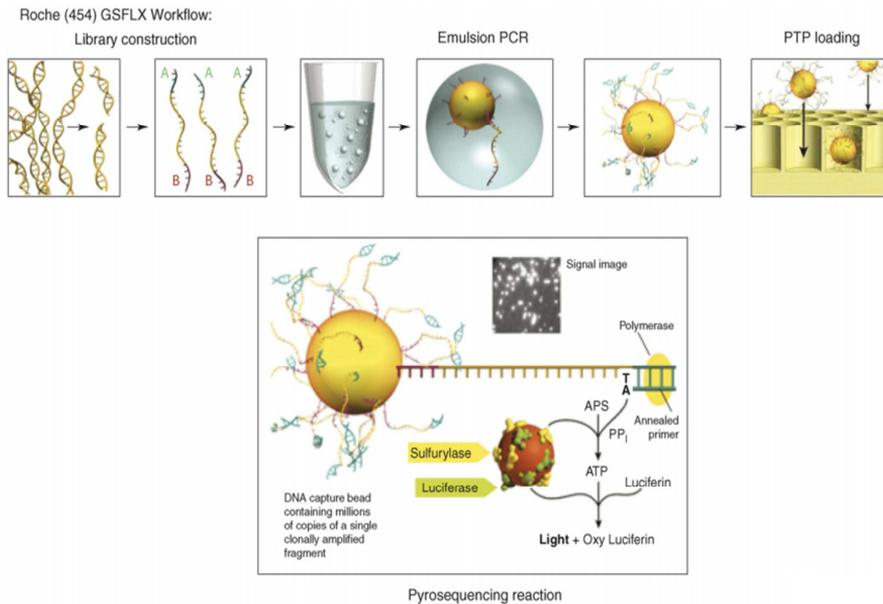 Roche (454) GSFLX Workflow:
Library construction
Emulsion PCR
PTP loading
A
A
A
B
B
B
Signal image
Polymerase
T
A
APS
PPI
Annealed
primer
Sulfurylase
ATP
Luciferase
Luciferin
DNA capture bead
containing millions
of copies of a single
clonally amplified
fragment
Light + Oxy Luciferin
Pyrosequencing reaction